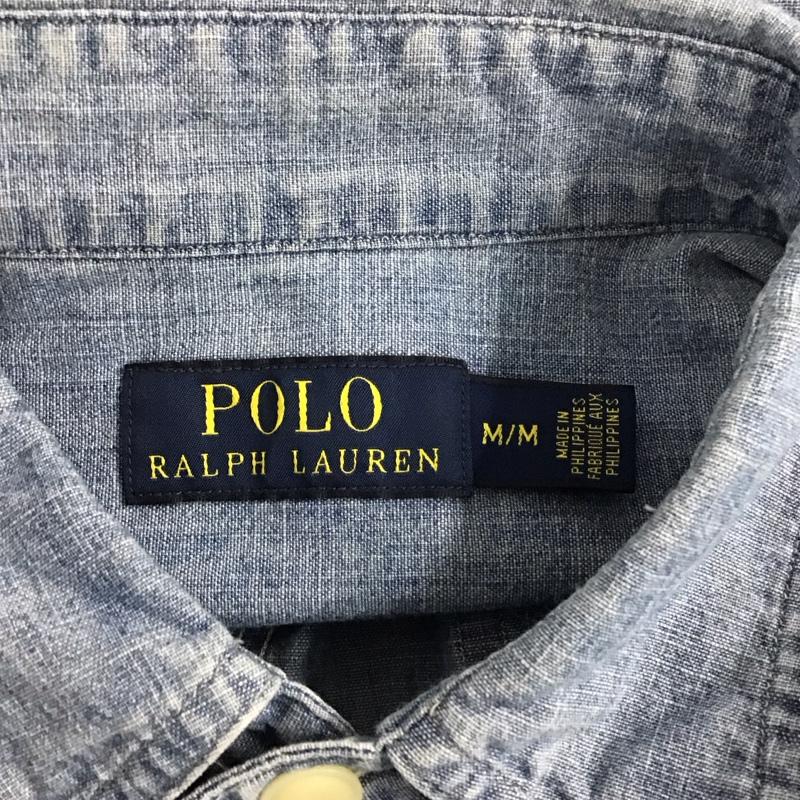 POLO
RALPH LAUREN
M/M
MADE IN
PHILIPPINES
FABRIQUÉ AUX
PHILIPPINES